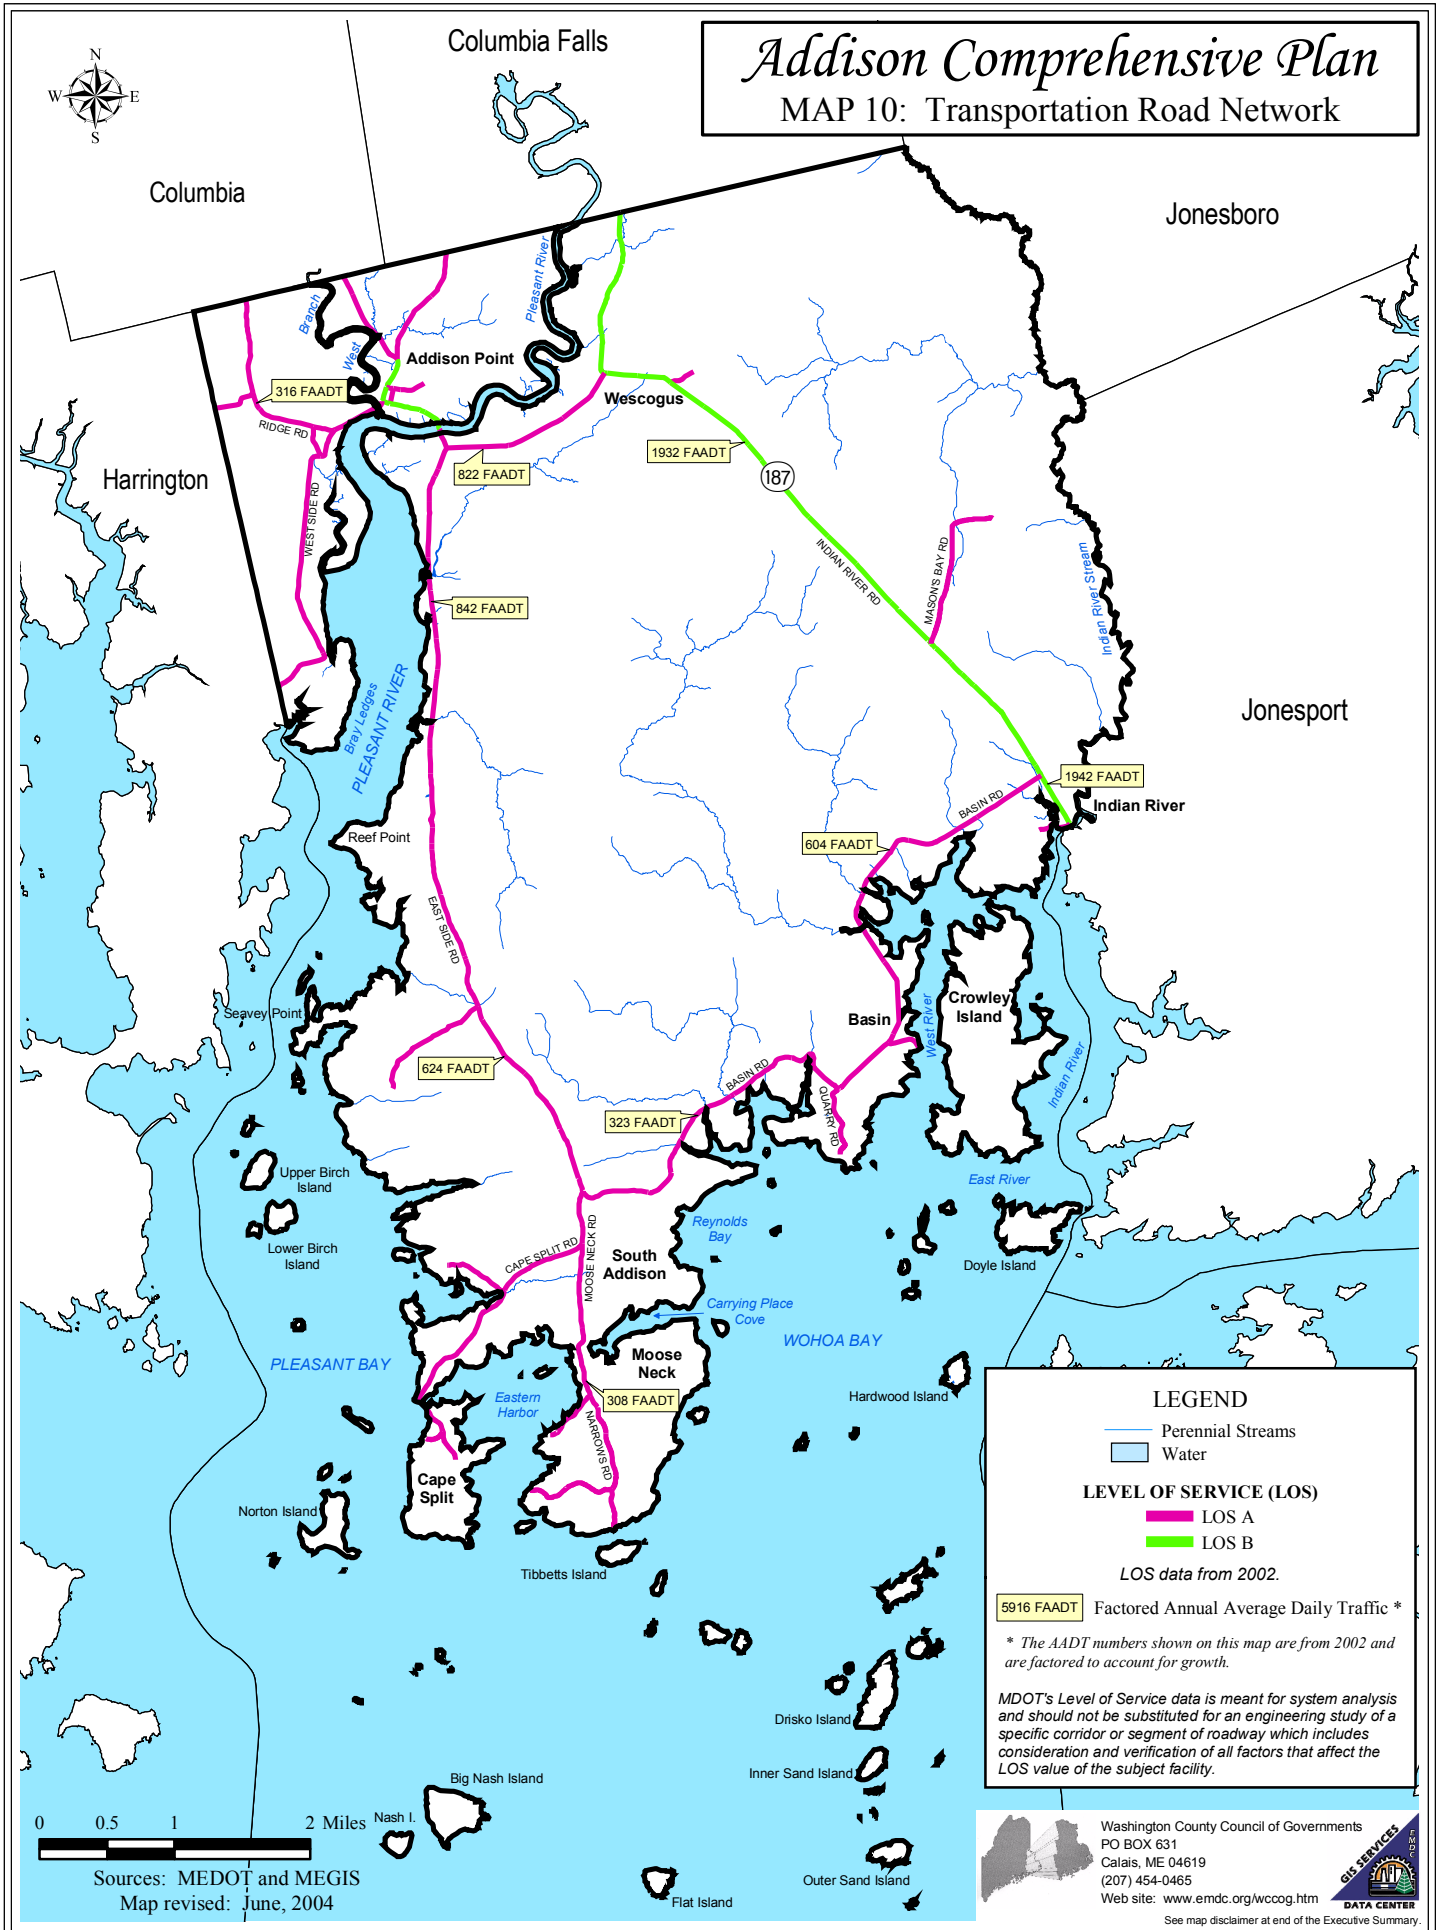 Addison Comprehensive Plan
MAP 10: Transportation Road Network
N
W E
S
Columbia Falls
Columbia
Jonesboro
Harrington
Jonesport
Pleasant River
Branch
West
Addison Point
316 FAADT
RIDGE RD
Wescogus
822 FAADT
1932 FAADT
187
WEST SIDE RD
INDIAN RIVER RD
MASON'S BAY RD
Indian River Stream
842 FAADT
Bray Ledges
PLEASANT RIVER
1942 FAADT
Indian River
BASIN RD
Reef Point
604 FAADT
EAST SIDE RD
Seavey Point
Basin
West River
Crowley
Island
Indian River
624 FAADT
BASIN RD
QUARRY RD
323 FAADT
Upper Birch
Island
East River
Reynolds
Bay
Lower Birch
Island
CAPE SPLIT RD
MOOSE NECK RD
South
Addison
Doyle Island
Carrying Place
Cove
WOHOA BAY
PLEASANT BAY
Moose
Neck
Hardwood Island
Eastern
Harbor
308 FAADT
NARROWS RD
Cape
Split
Norton Island
Tibbetts Island
Drisko Island
Inner Sand Island
Big Nash Island
Nash I.
Outer Sand Island
Flat Island
LEGEND
Perennial Streams
Water
LEVEL OF SERVICE (LOS)
LOS A
LOS B
LOS data from 2002.
5916 FAADT Factored Annual Average Daily Traffic *
* The AADT numbers shown on this map are from 2002 and
are factored to account for growth.
MDOT's Level of Service data is meant for system analysis
and should not be substituted for an engineering study of a
specific corridor or segment of roadway which includes
consideration and verification of all factors that affect the
LOS value of the subject facility.
0 0.5 1 2 Miles
Sources: MEDOT and MEGIS
Map revised: June, 2004
Washington County Council of Governments
PO BOX 631
Calais, ME 04619
(207) 454-0465
Web site: www.emdc.org/wccog.htm
GIS SERVICES
EMDC
DATA CENTER
See map disclaimer at end of the Executive Summary.